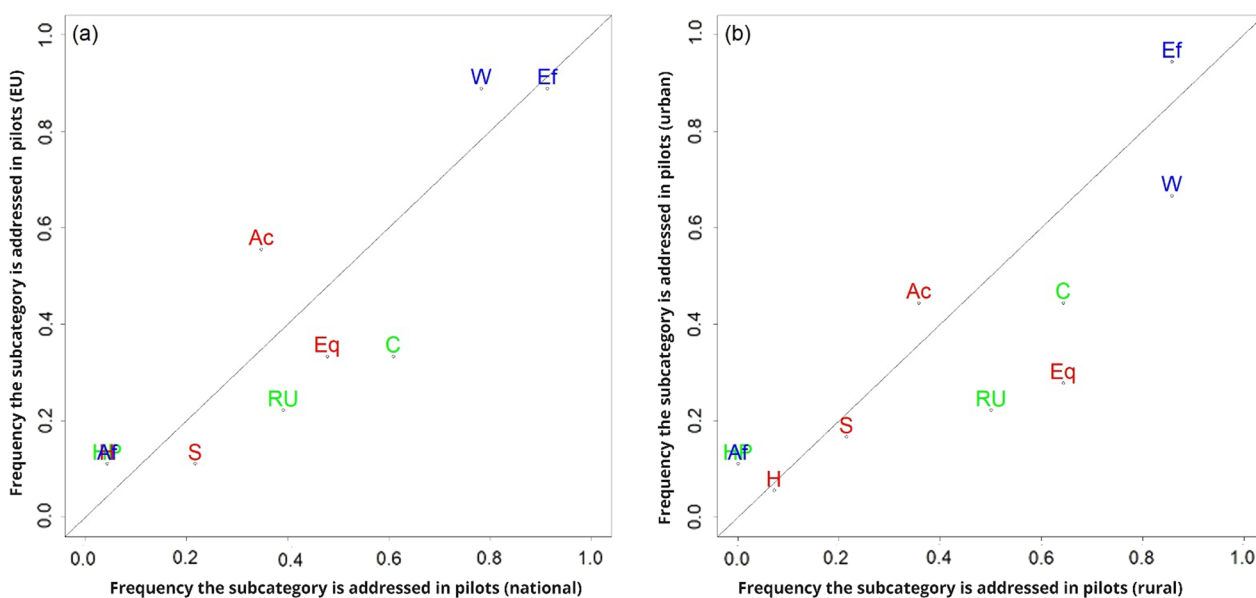 (a)
Frequency the subcategory is addressed in pilots (EU)
1.0
0.8
0.6
0.4
0.2
0.0
W
Ef
Ac
Eq
C
RU
S
Af
0.0 0.2 0.4 0.6 0.8 1.0
Frequency the subcategory is addressed in pilots (national)
(b)
Frequency the subcategory is addressed in pilots (urban)
1.0
0.8
0.6
0.4
0.2
0.0
Ef
W
Ac
C
Eq
RU
S
Af
H
0.0 0.2 0.4 0.6 0.8 1.0
Frequency the subcategory is addressed in pilots (rural)